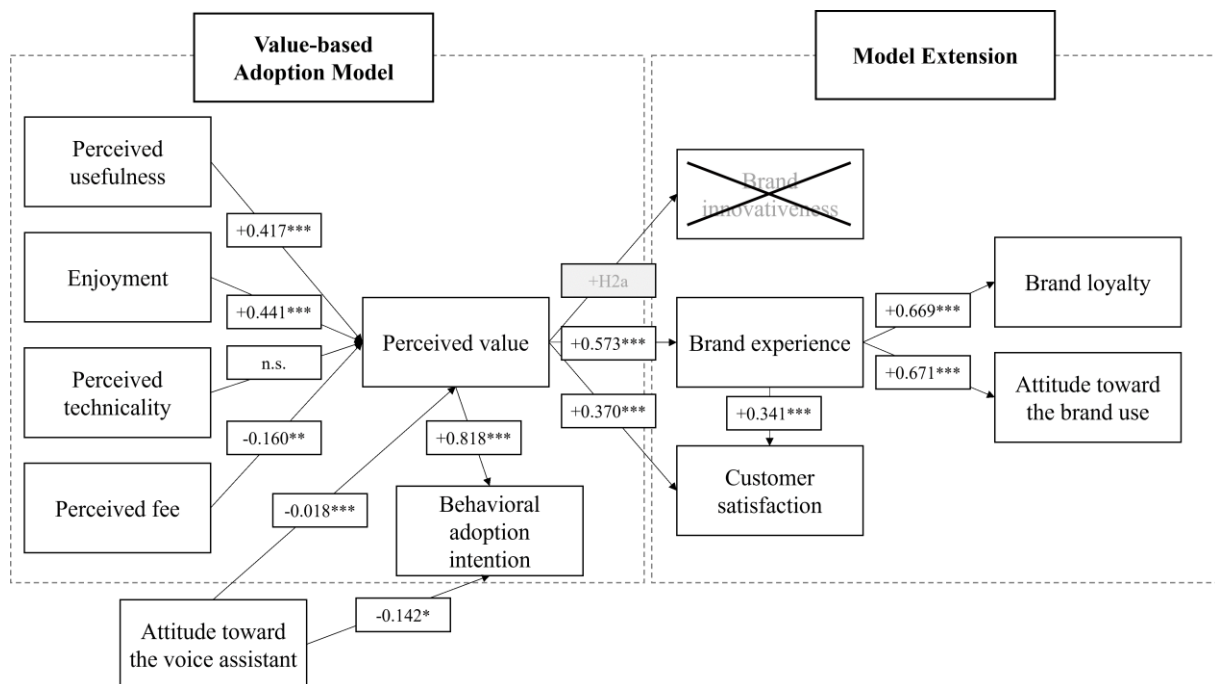 Value-based
Adoption Model
Model Extension
Perceived
usefulness
+0.417***
Enjoyment
+0.441***
n.s.
Perceived
technicality
-0.160**
Perceived fee
Perceived value
-0.018***
+0.818***
Behavioral
adoption
intention
-0.142*
Attitude toward
the voice assistant
Brand
innovativeness
+H2a
+0.573***
+0.370***
Brand experience
+0.341***
Customer
satisfaction
+0.669***
+0.671***
Brand loyalty
Attitude toward
the brand use